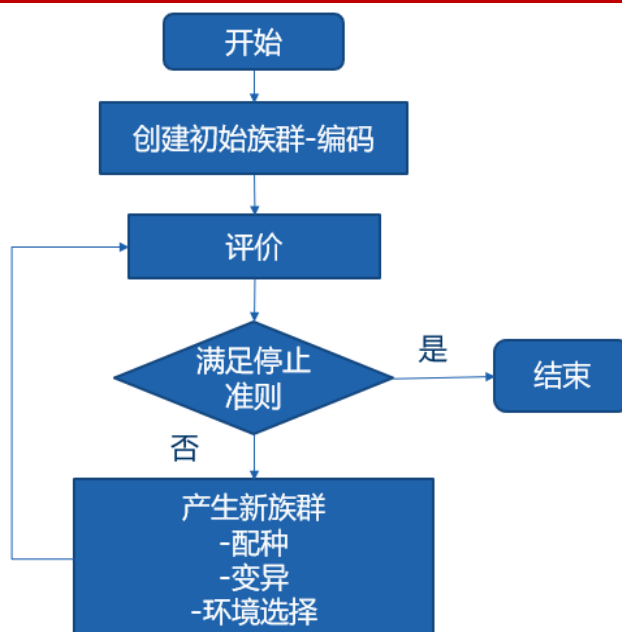 开始
创建初始族群-编码
评价
满足停止
准则
是
结束
否
产生新族群
-配种
-变异
-环境选择